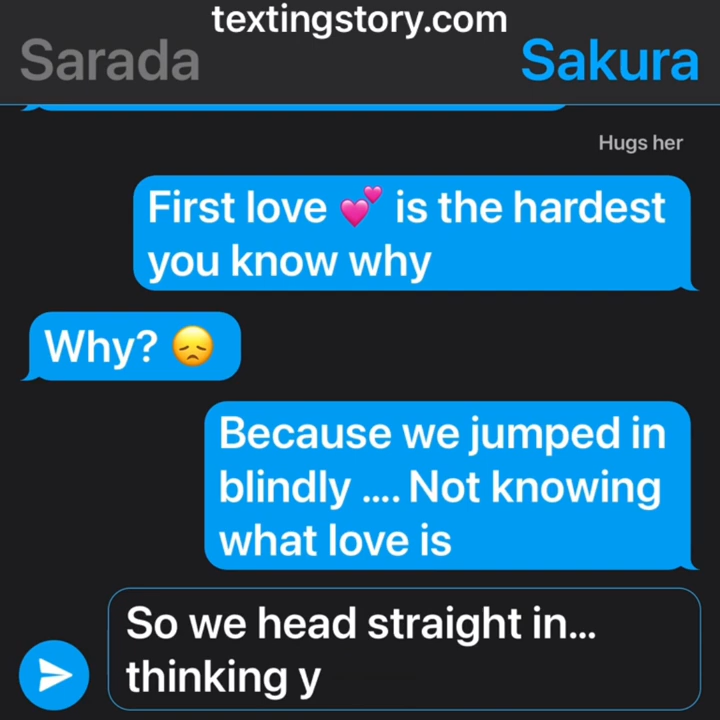 textingstory.com
Sarada
Sakura
Hugs her
First love 💕 is the hardest
you know why
Why? 😞
Because we jumped in
blindly .... Not knowing
what love is
So we head straight in...
thinking y